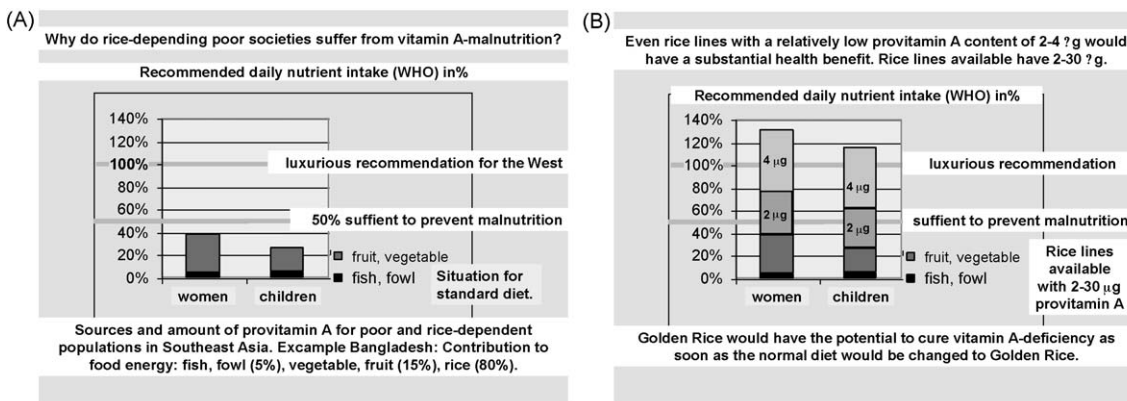 (A)
Why do rice-depending poor societies suffer from vitamin A-malnutrition?
Recommended daily nutrient intake (WHO) in%
140%
120%
100%
luxurious recommendation for the West
80%
60%
50% suffient to prevent malnutrition
40%
20%
0%
fruit, vegetable
fish, fowl
women
children
Situation for
standard diet.
Sources and amount of provitamin A for poor and rice-dependent
populations in Southeast Asia. Excample Bangladesh: Contribution to
food energy: fish, fowl (5%), vegetable, fruit (15%), rice (80%).
(B)
Even rice lines with a relatively low provitamin A content of 2-4 ?g would
have a substantial health benefit. Rice lines available have 2-30 ?g.
Recommended daily nutrient intake (WHO) in%
140%
120%
100%
luxurious recommendation
80%
60%
suffient to prevent malnutrition
40%
20%
0%
4 µg
2 µg
4 µg
2 µg
fruit, vegetable
fish, fowl
women
children
Rice lines
available
with 2-30 µg
provitamin A
Golden Rice would have the potential to cure vitamin A-deficiency as
soon as the normal diet would be changed to Golden Rice.